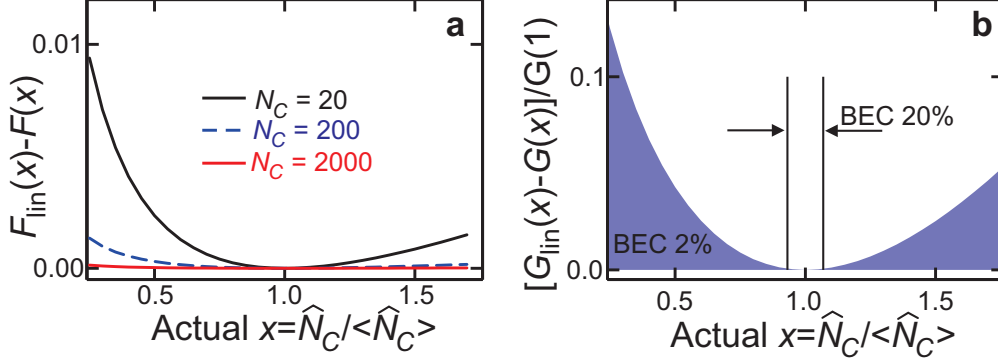 a
F_lin(x)-F(x)
0.01
0.00
N_C = 20
N_C = 200
N_C = 2000
0.5
1.0
1.5
Actual x=N̂_C/<N̂_C>
b
[G_lin(x)-G(x)]/G(1)
0.1
0.0
BEC 20%
BEC 2%
0.5
1.0
1.5
Actual x=N̂_C/<N̂_C>